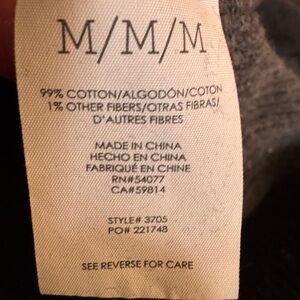 M/M/M
99% COTTON/ALGODÓN/COTON
1% OTHER FIBERS/OTRAS FIBRAS/
D'AUTRES FIBRES
MADE IN CHINA
HECHO EN CHINA
FABRIQUÉ EN CHINE
RN#54077
CA#59814
STYLE# 3705
PO# 221748
SEE REVERSE FOR CARE